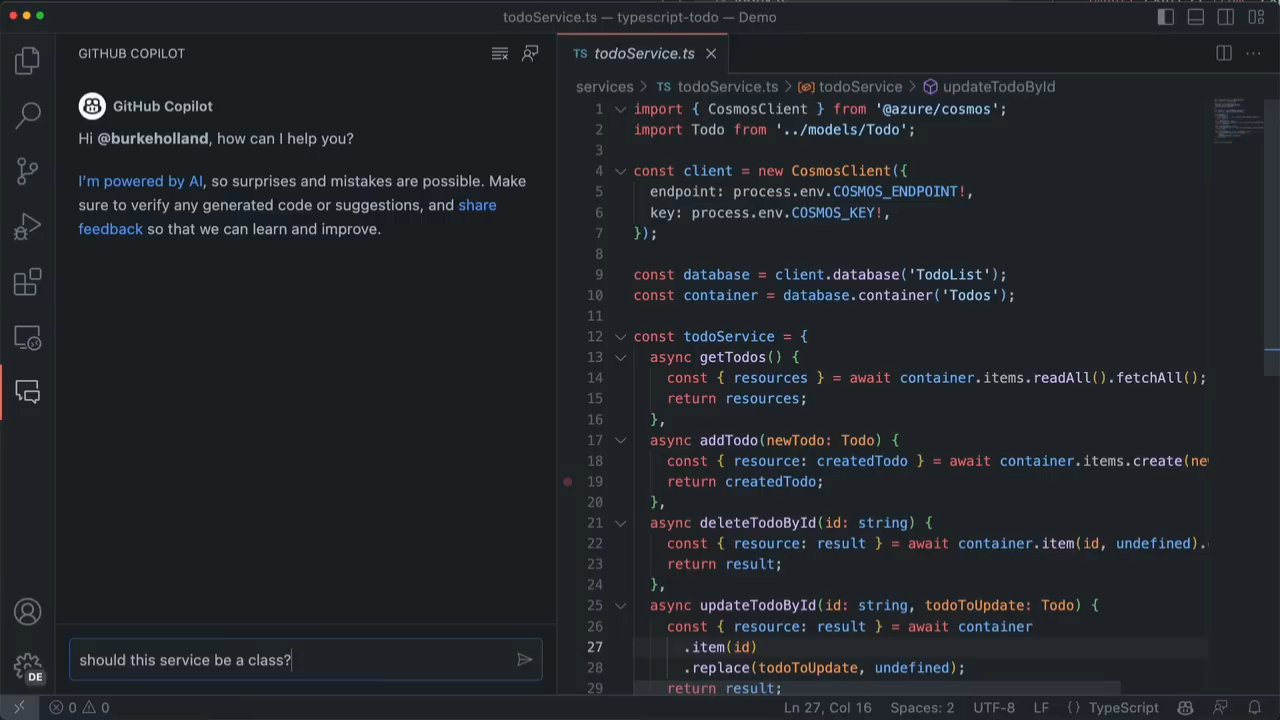 todoService.ts — typescript-todo — Demo
GITHUB COPILOT
GitHub Copilot
Hi @burkeholland, how can I help you?
I'm powered by AI, so surprises and mistakes are possible. Make
sure to verify any generated code or suggestions, and share
feedback so that we can learn and improve.
should this service be a class?
DE
TS todoService.ts
services > TS todoService.ts > todoService > updateTodoById
1 import { CosmosClient } from '@azure/cosmos';
2 import Todo from '../models/Todo';
3
4 const client = new CosmosClient({
5 endpoint: process.env.COSMOS_ENDPOINT!,
6 key: process.env.COSMOS_KEY!,
7 });
8
9 const database = client.database('TodoList');
10 const container = database.container('Todos');
11
12 const todoService = {
13 async getTodos() {
14 const { resources } = await container.items.readAll().fetchAll();
15 return resources;
16 },
17 async addTodo(newTodo: Todo) {
18 const { resource: createdTodo } = await container.items.create(ne
19 return createdTodo;
20 },
21 async deleteTodoById(id: string) {
22 const { resource: result } = await container.item(id, undefined).
23 return result;
24 },
25 async updateTodoById(id: string, todoToUpdate: Todo) {
26 const { resource: result } = await container
27 .item(id)
28 .replace(todoToUpdate, undefined);
29 return result;
0 0 Ln 27, Col 16 Spaces: 2 UTF-8 LF {} TypeScript